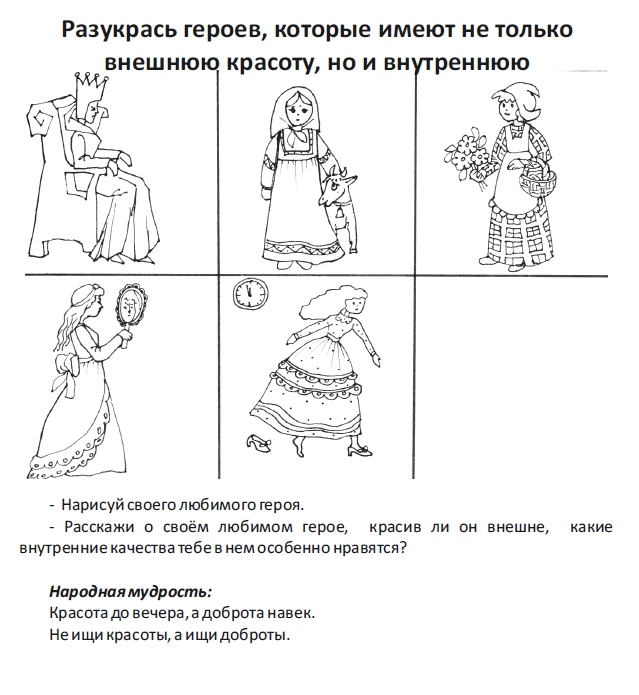 Разукрась героев, которые имеют не только
внешнюю красоту, но и внутреннюю
- Нарисуй своего любимого героя.
- Расскажи о своём любимом герое, красив ли он внешне, какие
внутренние качества тебе в нем особенно нравятся?
Народная мудрость:
Красота до вечера, а доброта навек.
Не ищи красоты, а ищи доброты.